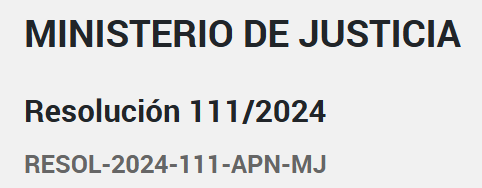 MINISTERIO DE JUSTICIA
Resolución 111/2024
RESOL-2024-111-APN-MJ